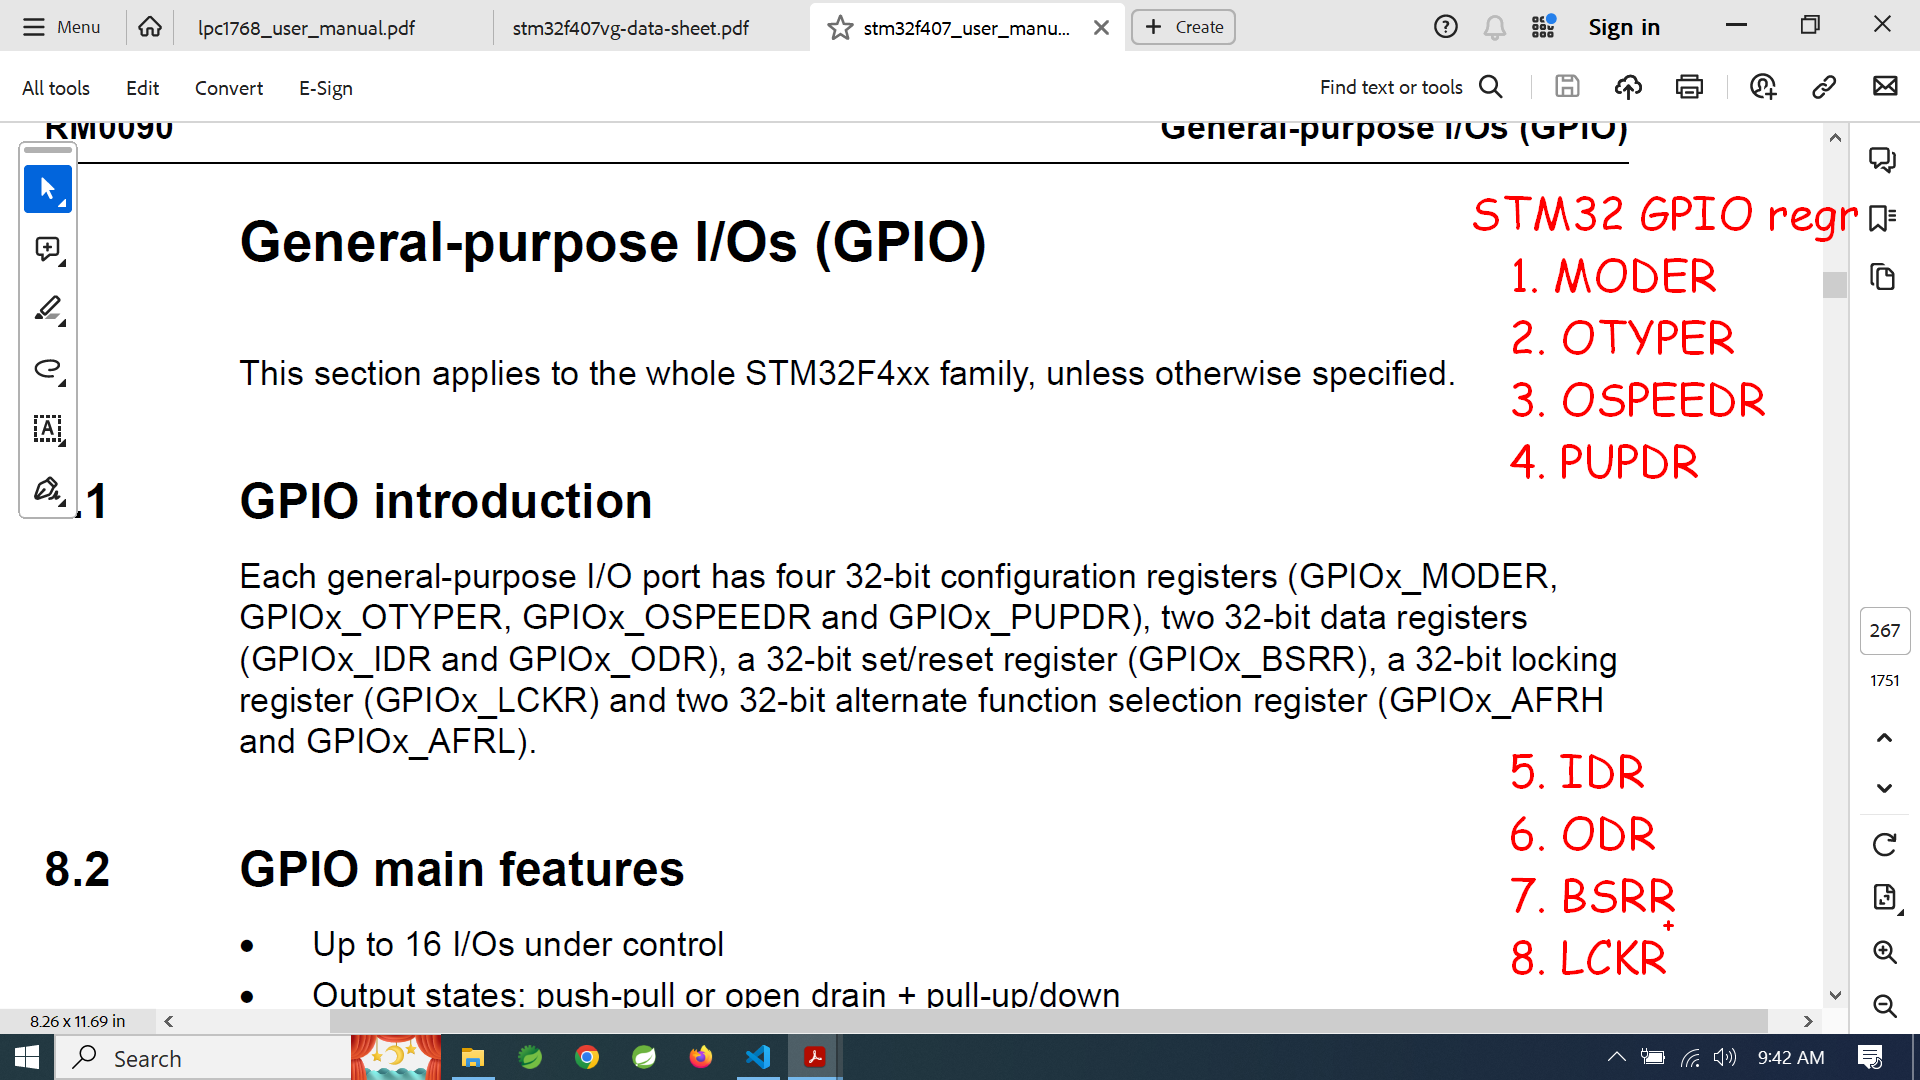 Menu
lpc1768_user_manual.pdf
stm32f407vg-data-sheet.pdf
stm32f407_user_manu...
Create
Sign in
All tools
Edit
Convert
E-Sign
Find text or tools
RM0090
General-purpose I/Os (GPIO)
General-purpose I/Os (GPIO)
This section applies to the whole STM32F4xx family, unless otherwise specified.
.1 GPIO introduction
Each general-purpose I/O port has four 32-bit configuration registers (GPIOx_MODER,
GPIOx_OTYPER, GPIOx_OSPEEDR and GPIOx_PUPDR), two 32-bit data registers
(GPIOx_IDR and GPIOx_ODR), a 32-bit set/reset register (GPIOx_BSRR), a 32-bit locking
register (GPIOx_LCKR) and two 32-bit alternate function selection register (GPIOx_AFRH
and GPIOx_AFRL).
8.2 GPIO main features
• Up to 16 I/Os under control
• Output states: push-pull or open drain + pull-up/down
STM32 GPIO regr
1. MODER
2. OTYPER
3. OSPEEDR
4. PUPDR
5. IDR
6. ODR
7. BSRR
8. LCKR
267
1751
8.26 x 11.69 in
Search
9:42 AM